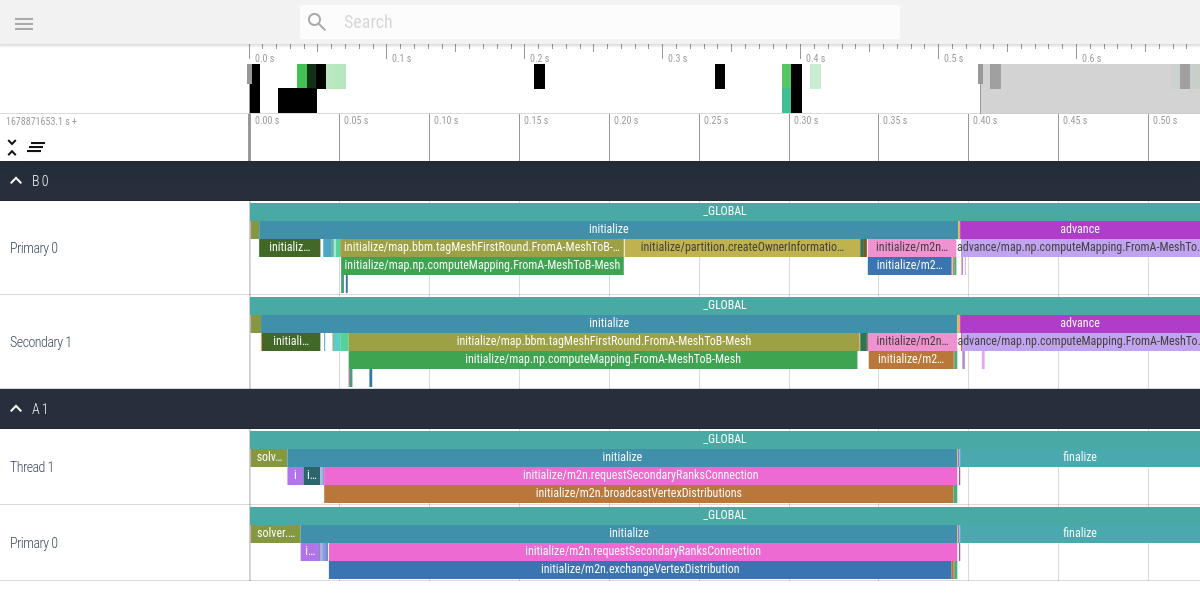 Search
0.0 s 0.1 s 0.2 s 0.3 s 0.4 s 0.5 s 0.6 s
1678871653.1 s + 0.00 s 0.05 s 0.10 s 0.15 s 0.20 s 0.25 s 0.30 s 0.35 s 0.40 s 0.45 s 0.50 s
B 0
_GLOBAL
initialize advance
Primary 0 initializ… initialize/map.bbm.tagMeshFirstRound.FromA-MeshToB-… initialize/partition.createOwnerInformatio… initialize/m2n… advance/map.np.computeMapping.FromA-MeshTo…
initialize/map.np.computeMapping.FromA-MeshToB-Mesh initialize/m2…
_GLOBAL
initialize advance
Secondary 1 initiali… initialize/map.bbm.tagMeshFirstRound.FromA-MeshToB-Mesh initialize/m2n… advance/map.np.computeMapping.FromA-MeshTo…
initialize/map.np.computeMapping.FromA-MeshToB-Mesh initialize/m2…
A 1
_GLOBAL
solv… initialize finalize
Thread 1 i i… initialize/m2n.requestSecondaryRanksConnection
initialize/m2n.broadcastVertexDistributions
_GLOBAL
solver.… initialize finalize
Primary 0 i… initialize/m2n.requestSecondaryRanksConnection
initialize/m2n.exchangeVertexDistribution